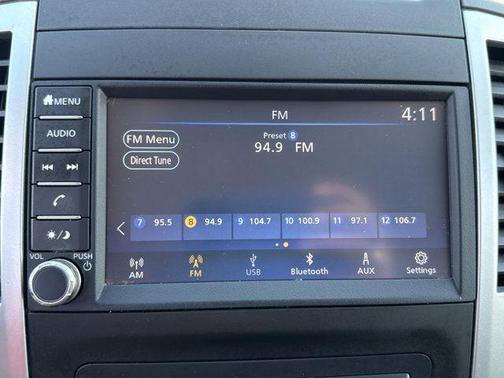 MENU
AUDIO
VOL PUSH
FM 4:11
FM Menu
Direct Tune
Preset 8
94.9 FM
7 95.5 8 94.9 9 104.7 10 100.9 11 97.1 12 106.7
AM FM USB Bluetooth AUX Settings